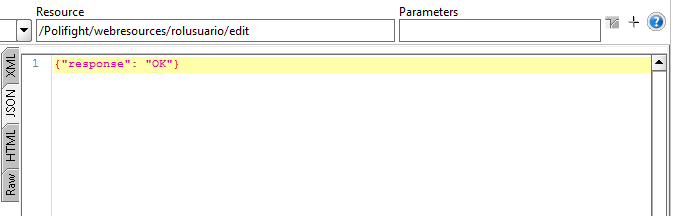 Resource
Parameters
/Polifight/webresources/rolusuario/edit
XML
JSON
HTML
Raw
1
{"response": "OK"}
?